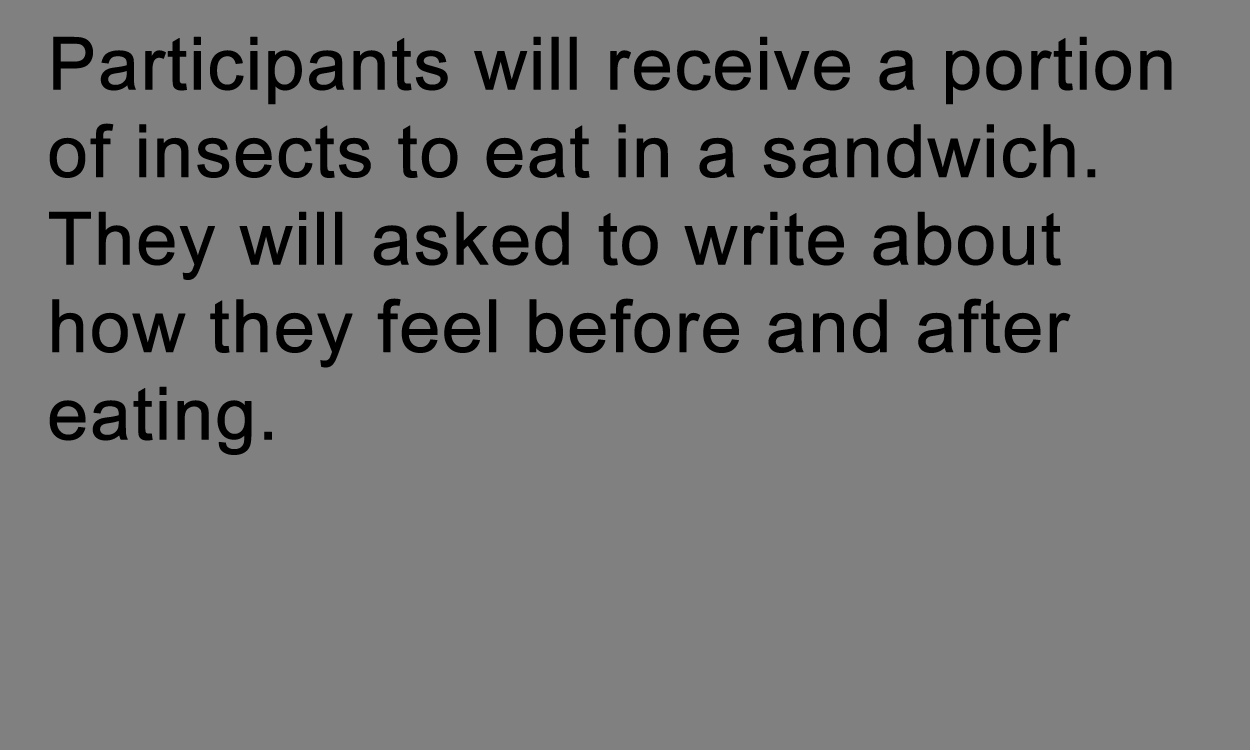 Participants will receive a portion
of insects to eat in a sandwich.
They will asked to write about
how they feel before and after
eating.